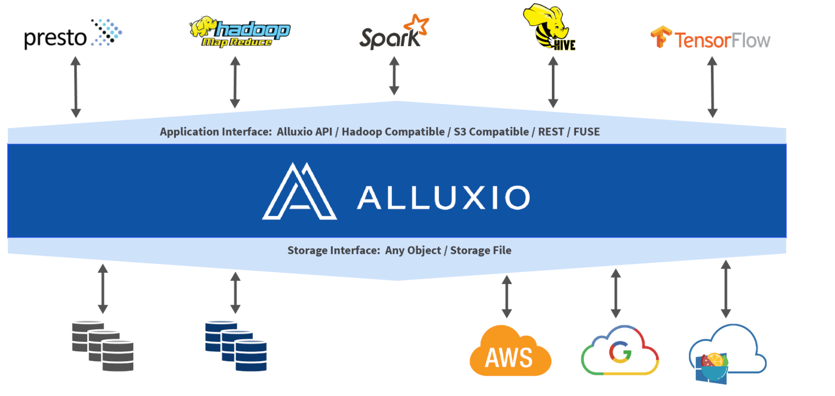 presto
hadoop
Map Reduce
Spark
HIVE
TensorFlow
Application Interface: Alluxio API / Hadoop Compatible / S3 Compatible / REST / FUSE
ALLUXIO
Storage Interface: Any Object / Storage File
AWS
G